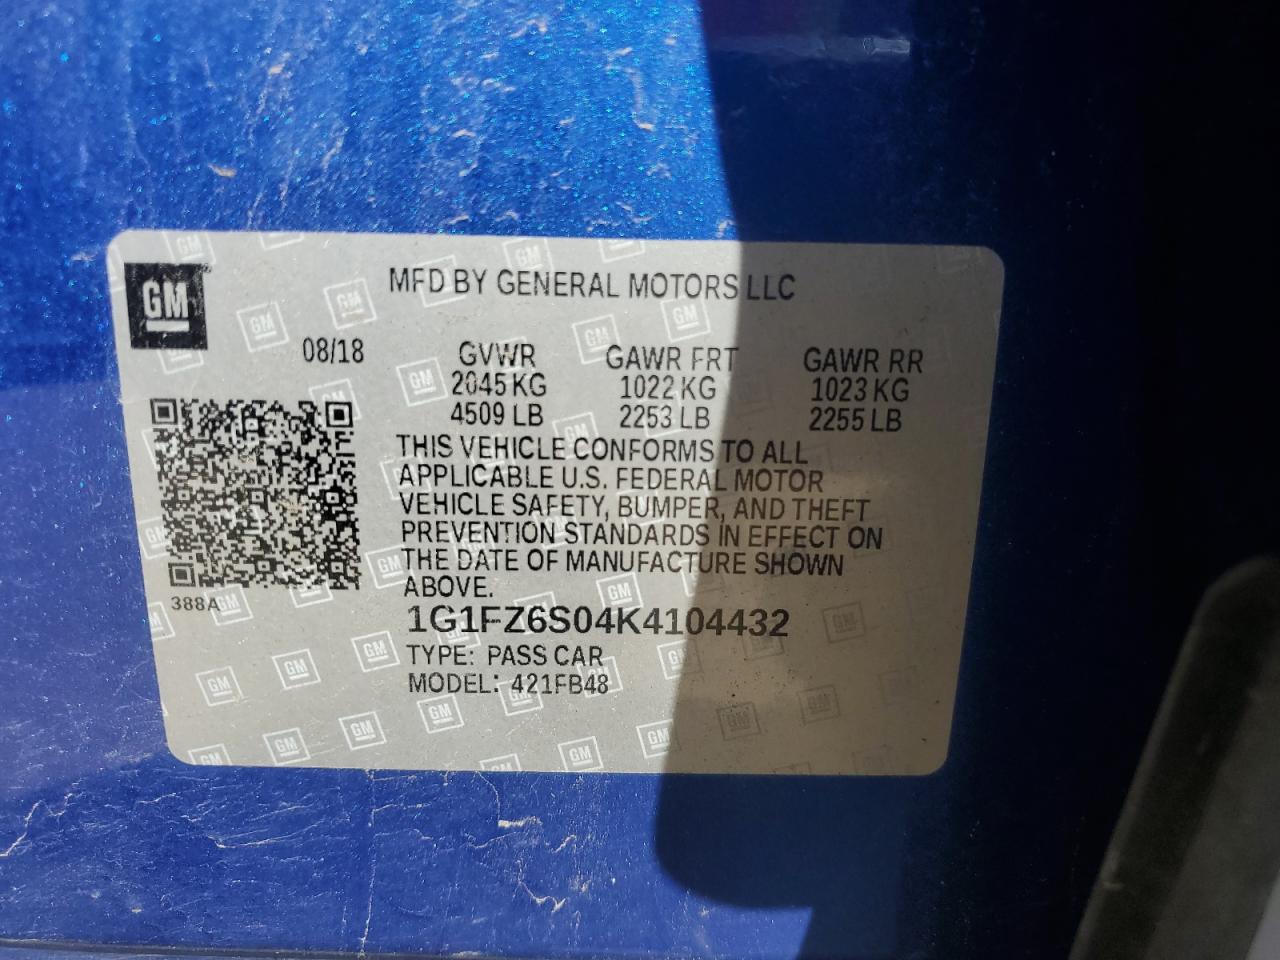 GM
MFD BY GENERAL MOTORS LLC
08/18 GVWR GAWR FRT GAWR RR
2045 KG 1022 KG 1023 KG
4509 LB 2253 LB 2255 LB
THIS VEHICLE CONFORMS TO ALL
APPLICABLE U.S. FEDERAL MOTOR
VEHICLE SAFETY, BUMPER, AND THEFT
PREVENTION STANDARDS IN EFFECT ON
THE DATE OF MANUFACTURE SHOWN
ABOVE.
388A
1G1FZ6S04K4104432
TYPE: PASS CAR
MODEL: 421FB48